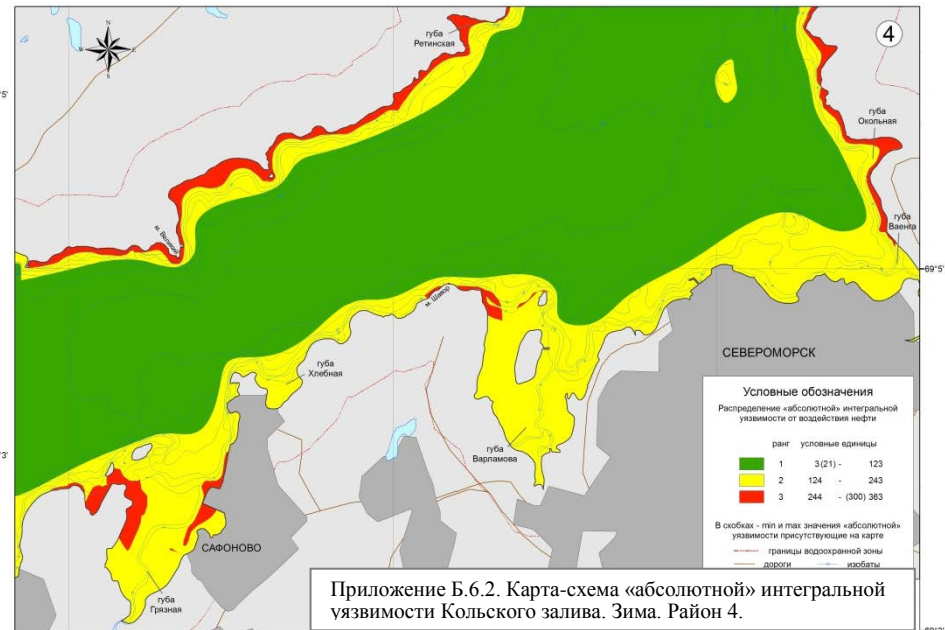 N
W
E
S
4
губа
Ретинская
5'
губа
Окольная
м. Великий
губа
Ваенга
69°5'
м. Шавор
СЕВЕРОМОРСК
губа
Хлебная
Условные обозначения
Распределение «абсолютной» интегральной
уязвимости от воздействия нефти
ранг условные единицы
1 3(21) - 123
2 124 - 243
3 244 - (300) 363
В скобках - min и max значения «абсолютной»
уязвимости присутствующие на карте
границы водоохранной зоны
дороги изобаты
губа
Варламова
3'
САФОНОВО
губа
Грязная
Приложение Б.6.2. Карта-схема «абсолютной» интегральной
уязвимости Кольского залива. Зима. Район 4.